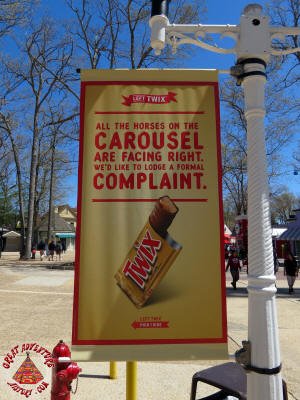 LEFT TWIX
ALL THE HORSES ON THE
CAROUSEL
ARE FACING RIGHT.
WE'D LIKE TO LODGE A FORMAL
COMPLAINT.
TWIX
LEFT TWIX
GREAT ADVENTURE